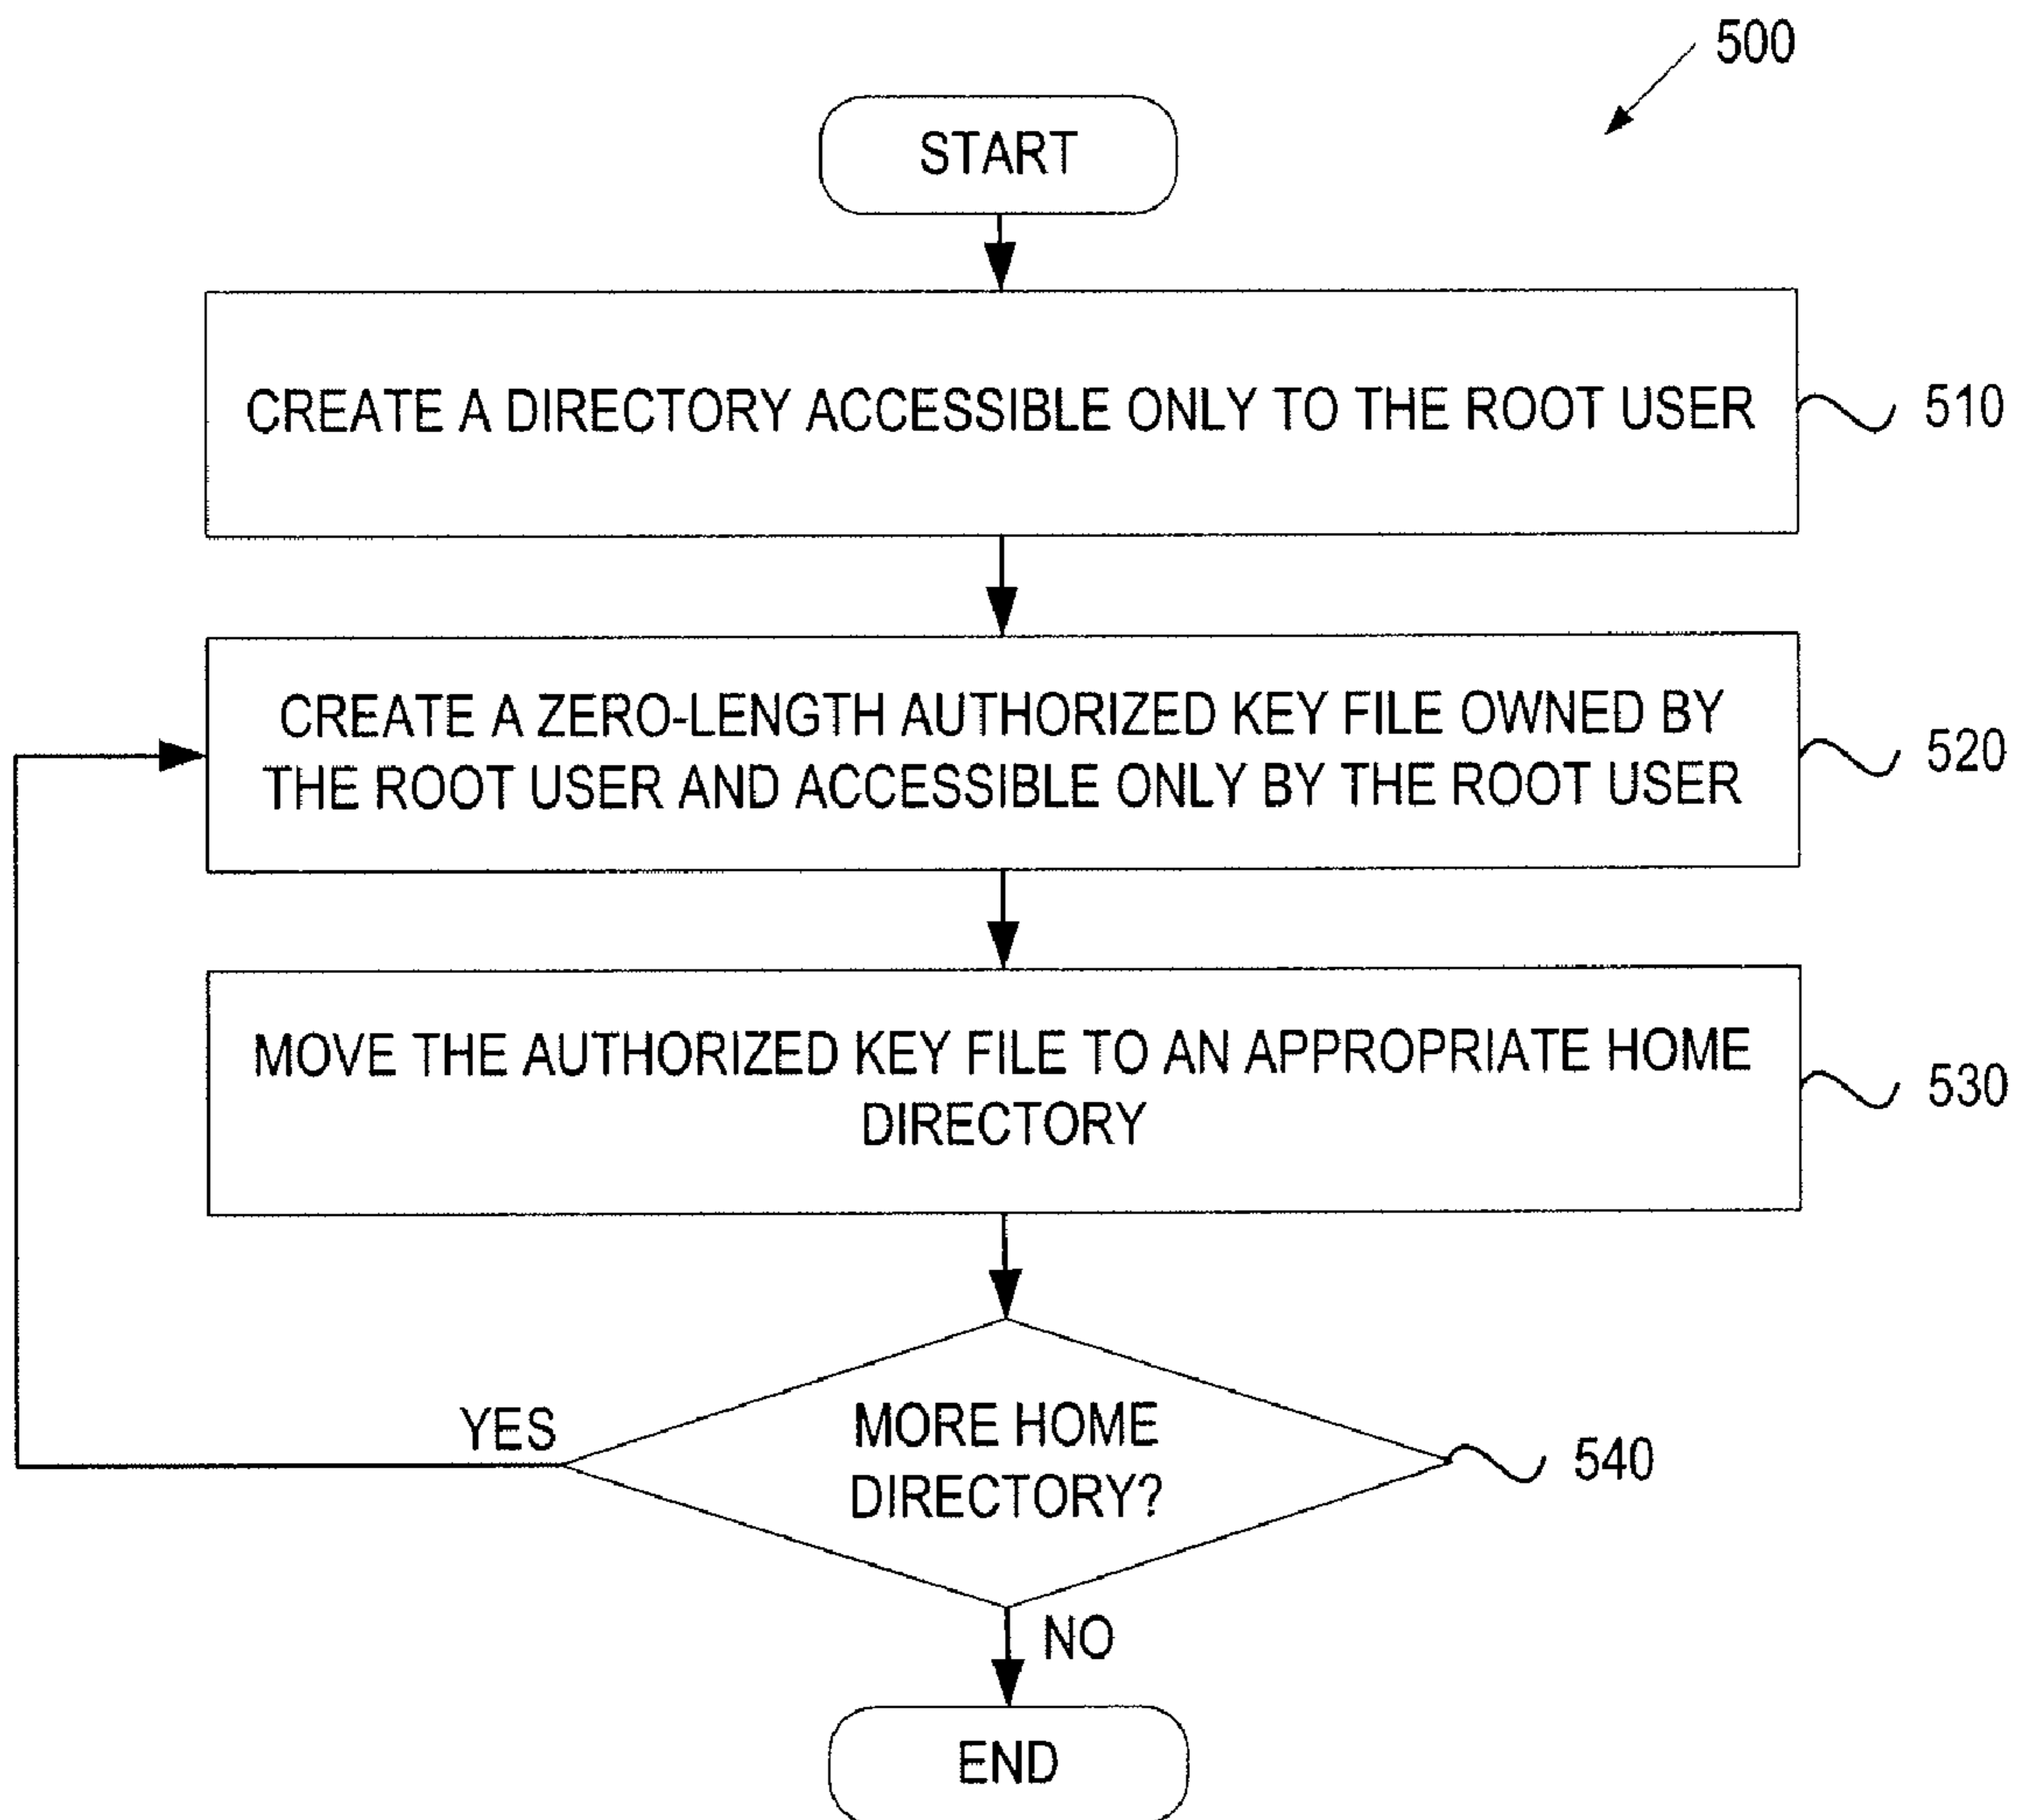 500
START
CREATE A DIRECTORY ACCESSIBLE ONLY TO THE ROOT USER
510
CREATE A ZERO-LENGTH AUTHORIZED KEY FILE OWNED BY
THE ROOT USER AND ACCESSIBLE ONLY BY THE ROOT USER
520
MOVE THE AUTHORIZED KEY FILE TO AN APPROPRIATE HOME
DIRECTORY
530
YES
MORE HOME
DIRECTORY?
540
NO
END